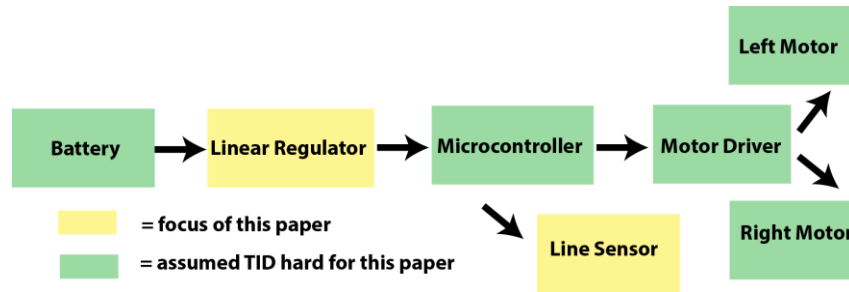 Left Motor
Battery
Linear Regulator
Microcontroller
Motor Driver
= focus of this paper
Line Sensor
Right Motor
= assumed TID hard for this paper